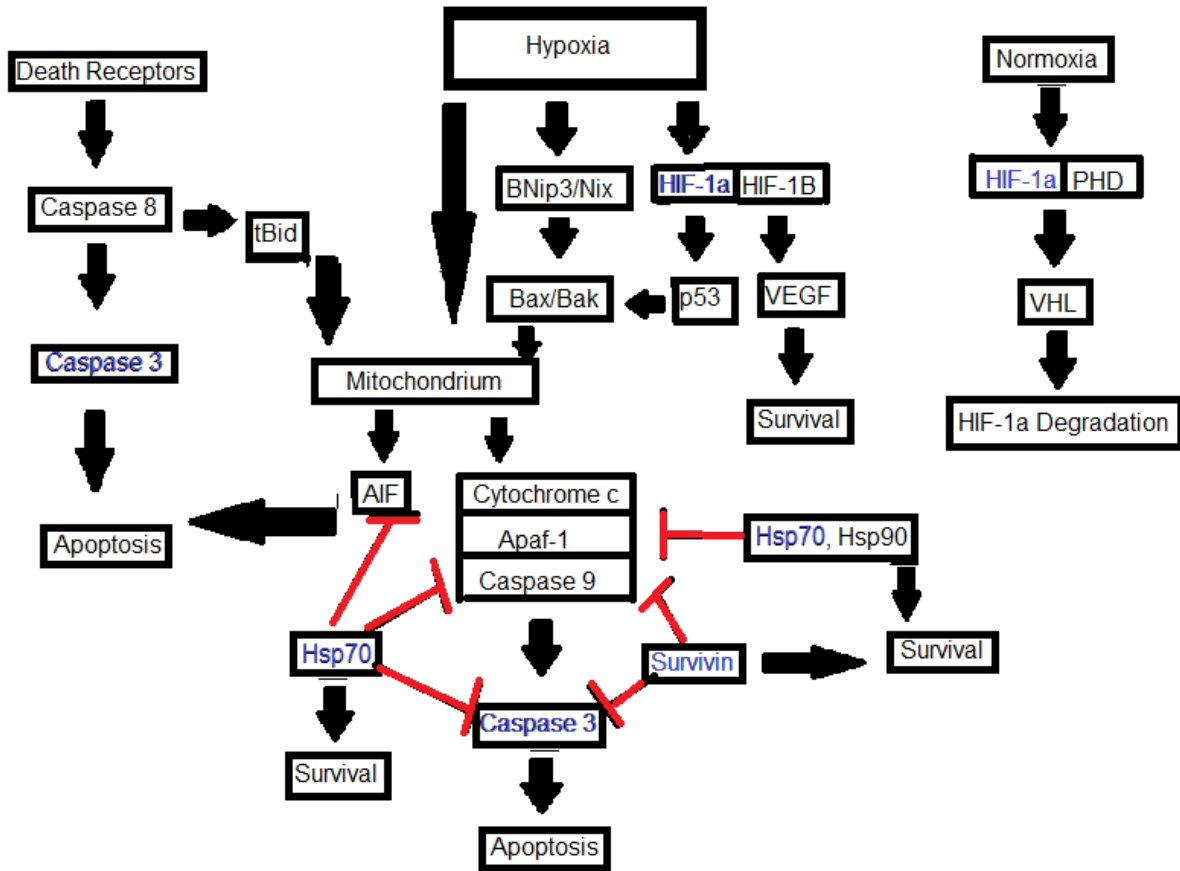 Hypoxia
Death Receptors
Normoxia
BNip3/Nix
HIF-1a HIF-1B
HIF-1a PHD
Caspase 8
tBid
Bax/Bak
p53
VEGF
VHL
Caspase 3
Mitochondrium
Survival
HIF-1a Degradation
AIF
Cytochrome c
Apaf-1
Caspase 9
Hsp70, Hsp90
Apoptosis
Hsp70
Survivin
Survival
Caspase 3
Survival
Apoptosis